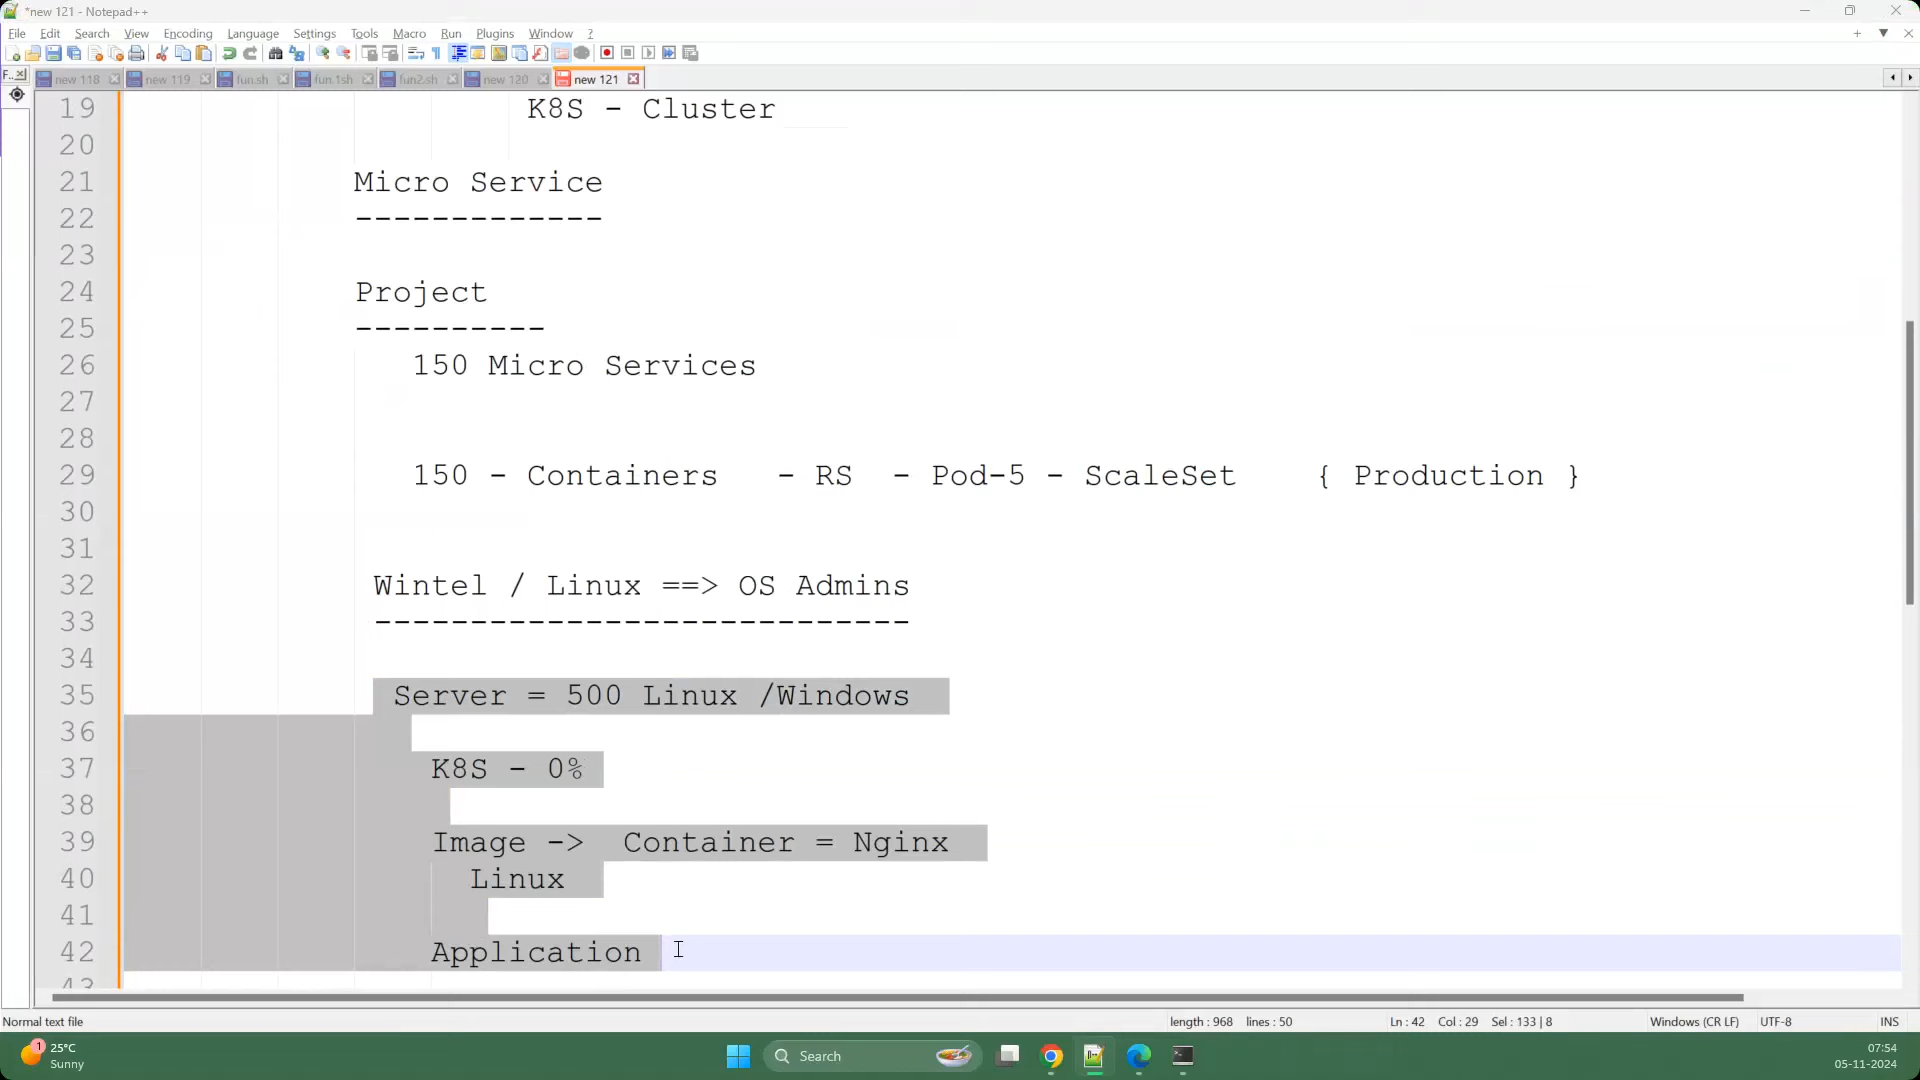 *new 121 - Notepad++
File Edit Search View Encoding Language Settings Tools Macro Run Plugins Window ?
F.. new 118 new 119 fun.sh fun.1sh fun2.sh new 120 new 121
19 K8S - Cluster
20
21 Micro Service
22 -------------
23
24 Project
25 ----------
26 150 Micro Services
27
28
29 150 - Containers - RS - Pod-5 - ScaleSet { Production }
30
31
32 Wintel / Linux ==> OS Admins
33 ----------------------------
34
35 Server = 500 Linux /Windows
36
37 K8S - 0%
38
39 Image -> Container = Nginx
40 Linux
41
42 Application
43
Normal text file length : 968 lines : 50 Ln : 42 Col : 29 Sel : 133 | 8 Windows (CR LF) UTF-8 INS
1 25°C
Sunny
Search
07:54
05-11-2024